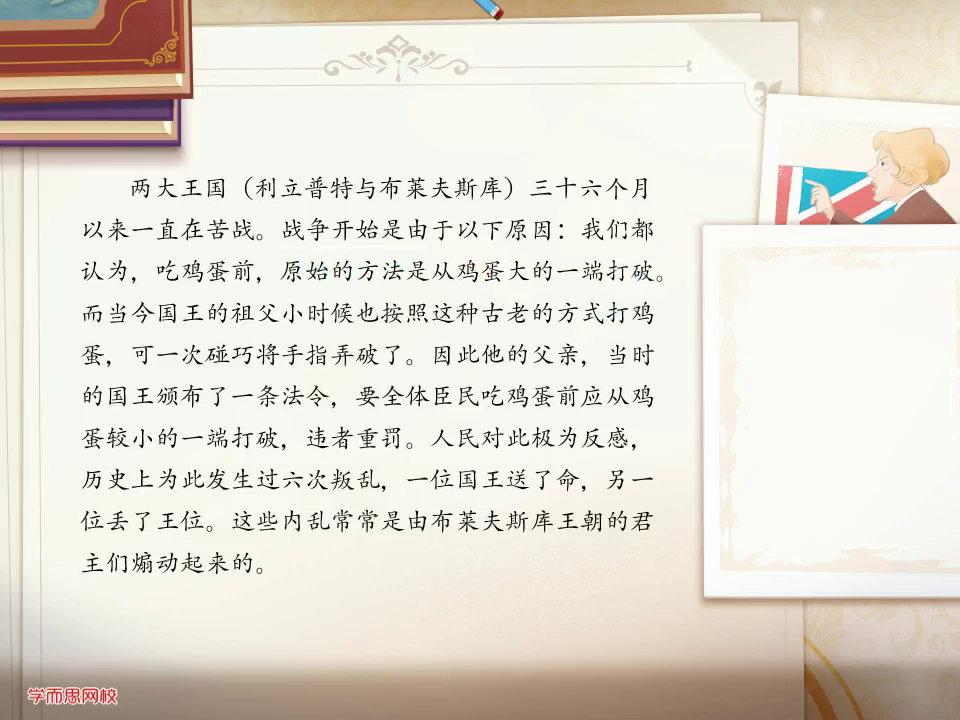 两大王国（利立普特与布莱夫斯库）三十六个月
以来一直在苦战。战争开始是由于以下原因：我们都
认为，吃鸡蛋前，原始的方法是从鸡蛋大的一端打破。
而当今国王的祖父小时候也按照这种古老的方式打鸡
蛋，可一次碰巧将手指弄破了。因此他的父亲，当时
的国王颁布了一条法令，要全体臣民吃鸡蛋前应从鸡
蛋较小的一端打破，违者重罚。人民对此极为反感，
历史上为此发生过六次叛乱，一位国王送了命，另一
位丢了王位。这些内乱常常是由布莱夫斯库王朝的君
主们煽动起来的。
学而思网校